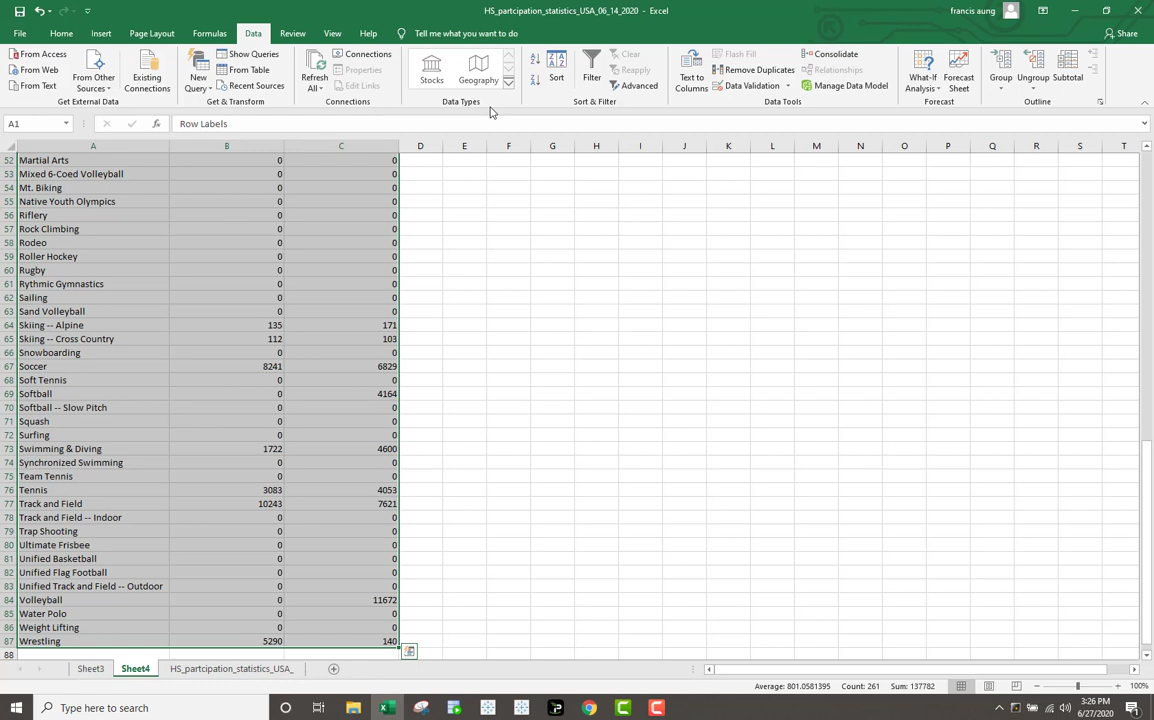 HS_partcipation_statistics_USA_06_14_2020 - Excel
francis aung
File Home Insert Page Layout Formulas Data Review View Help Tell me what you want to do Share
From Access
From Web
From Text
From Other Sources
Existing Connections
Get External Data
New Query
Show Queries
From Table
Recent Sources
Get & Transform
Refresh All
Connections
Properties
Edit Links
Connections
Stocks
Geography
Data Types
Sort
Filter
Clear
Reapply
Advanced
Sort & Filter
Text to Columns
Flash Fill
Remove Duplicates
Data Validation
Consolidate
Relationships
Manage Data Model
Data Tools
What-If Analysis
Forecast Sheet
Forecast
Group
Ungroup
Subtotal
Outline
A1 fx Row Labels
A B C D E F G H I J K L M N O P Q R S T
52 Martial Arts 0 0
53 Mixed 6-Coed Volleyball 0 0
54 Mt. Biking 0 0
55 Native Youth Olympics 0 0
56 Riflery 0 0
57 Rock Climbing 0 0
58 Rodeo 0 0
59 Roller Hockey 0 0
60 Rugby 0 0
61 Rythmic Gymnastics 0 0
62 Sailing 0 0
63 Sand Volleyball 0 0
64 Skiing -- Alpine 135 171
65 Skiing -- Cross Country 112 103
66 Snowboarding 0 0
67 Soccer 8241 6829
68 Soft Tennis 0 0
69 Softball 0 4164
70 Softball -- Slow Pitch 0 0
71 Squash 0 0
72 Surfing 0 0
73 Swimming & Diving 1722 4600
74 Synchronized Swimming 0 0
75 Team Tennis 0 0
76 Tennis 3083 4053
77 Track and Field 10243 7621
78 Track and Field -- Indoor 0 0
79 Trap Shooting 0 0
80 Ultimate Frisbee 0 0
81 Unified Basketball 0 0
82 Unified Flag Football 0 0
83 Unified Track and Field -- Outdoor 0 0
84 Volleyball 0 11672
85 Water Polo 0 0
86 Weight Lifting 0 0
87 Wrestling 5290 140
88
Sheet3 Sheet4 HS_partcipation_statistics_USA_
Average: 801.0581395 Count: 261 Sum: 137782 100%
Type here to search
3:26 PM
6/27/2020